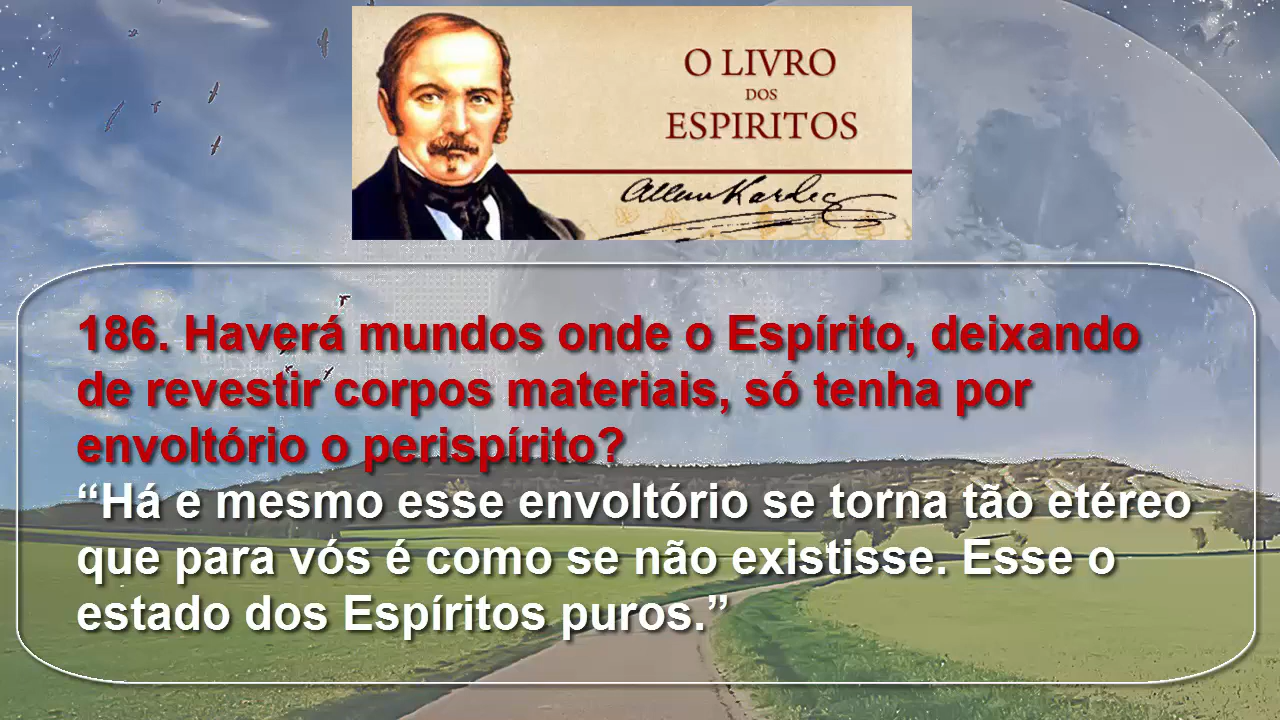 O LIVRO
DOS
ESPIRITOS
Allan Kardec
186. Haverá mundos onde o Espírito, deixando
de revestir corpos materiais, só tenha por
envoltório o perispírito?
“Há e mesmo esse envoltório se torna tão etéreo
que para vós é como se não existisse. Esse o
estado dos Espíritos puros.”